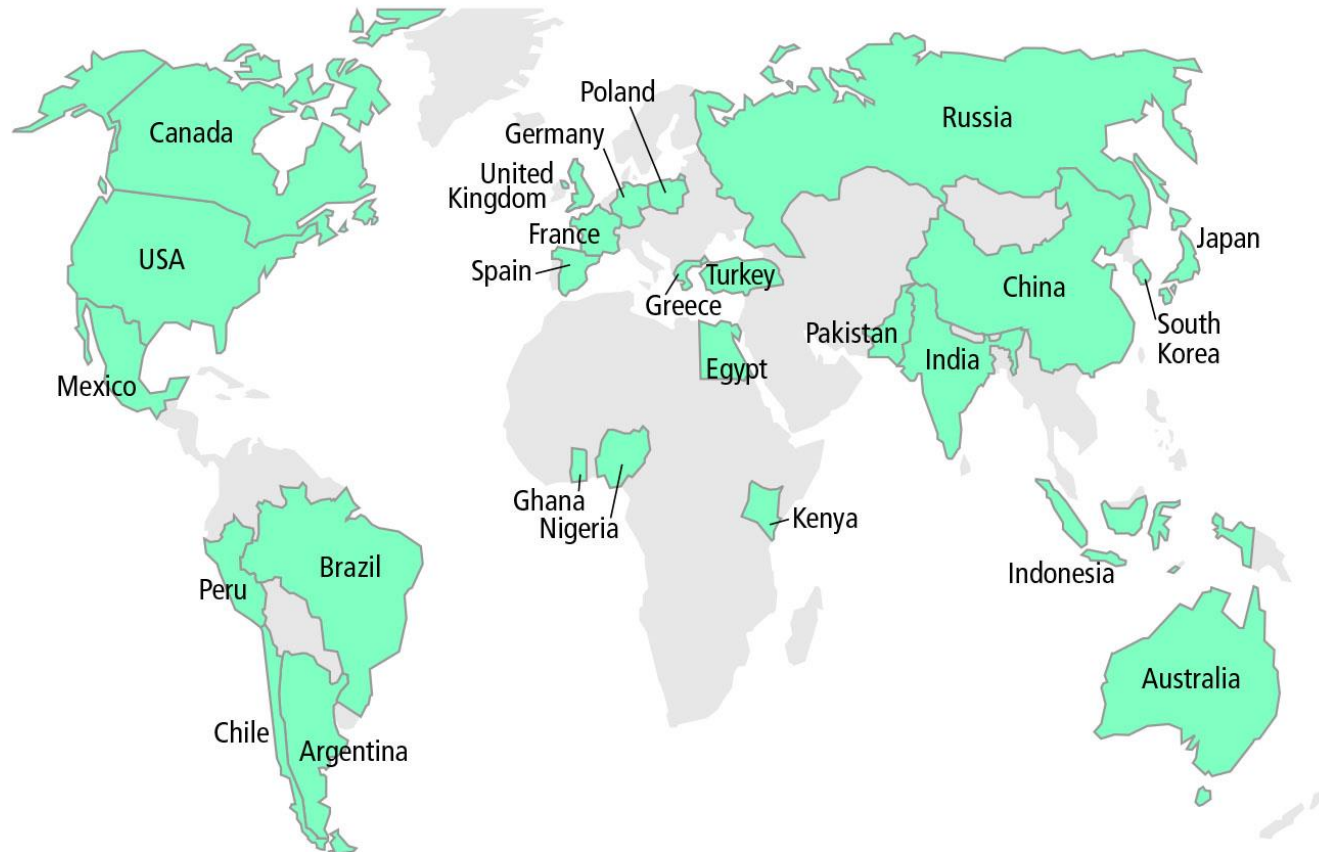 Canada
USA
Mexico
Peru
Brazil
Chile
Argentina
Poland
Germany
United
Kingdom
France
Spain
Greece
Turkey
Egypt
Ghana
Nigeria
Kenya
Russia
Japan
China
South
Korea
Pakistan
India
Indonesia
Australia